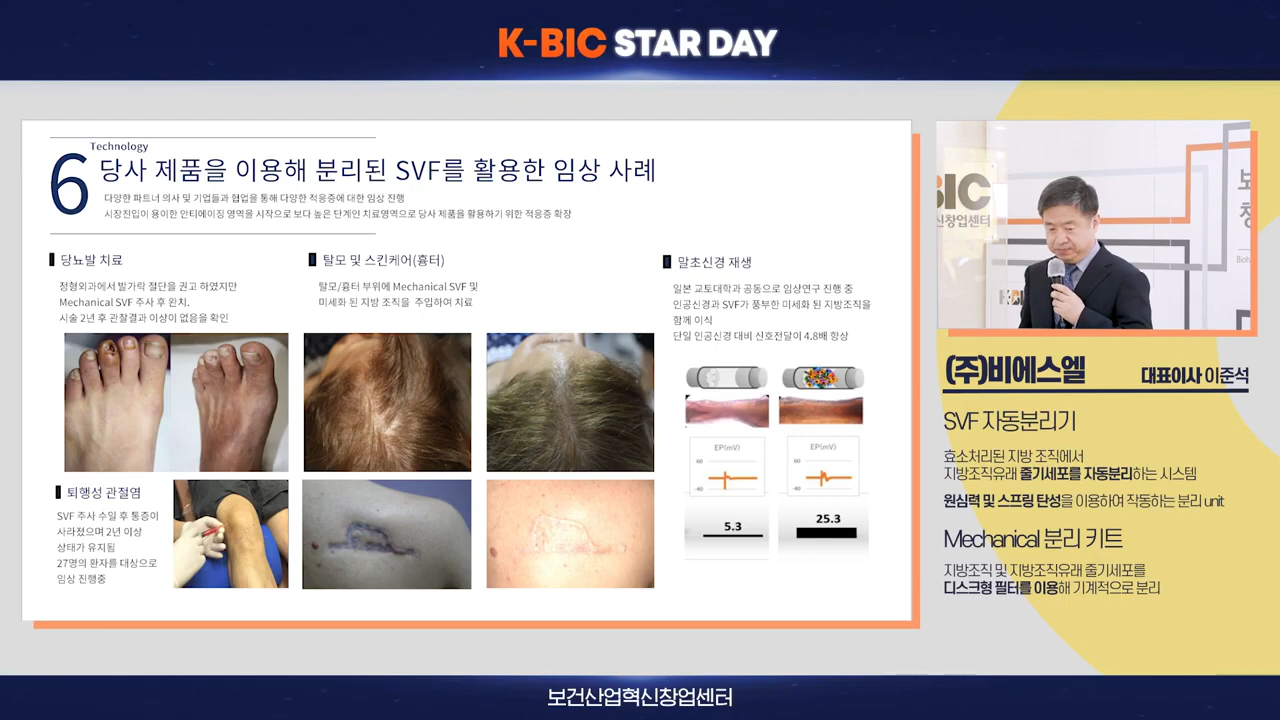 K-BIC STAR DAY
Technology
6 당사 제품을 이용해 분리된 SVF를 활용한 임상 사례
다양한 파트너 의사 및 기업들과 협업을 통해 다양한 적응증에 대한 임상 진행
시장진입이 용이한 안티에이징 영역을 시작으로 보다 높은 단계인 치료영역으로 당사 제품을 활용하기 위한 적응증 확장
당뇨발 치료
정형외과에서 발가락 절단을 권고 하였지만
Mechanical SVF 주사 후 완치.
시술 2년 후 관찰결과 이상이 없음을 확인
탈모 및 스킨케어(흉터)
탈모/흉터 부위에 Mechanical SVF 및
미세화 된 지방 조직을 주입하여 치료
말초신경 재생
일본 교토대학과 공동으로 임상연구 진행 중
인공신경과 SVF가 풍부한 미세화 된 지방조직을
함께 이식
단일 인공신경 대비 신호전달이 4.8배 향상
EP(mV)
60
-40
5.3
EP(mV)
60
-40
25.3
퇴행성 관절염
SVF 주사 수일 후 통증이
사라졌으며 2년 이상
상태가 유지됨
27명의 환자를 대상으로
임상 진행중
BIC
신창업센터
보
창
(주)비에스엘 대표이사 이준석
SVF 자동분리기
효소처리된 지방 조직에서
지방조직유래 줄기세포를 자동분리하는 시스템
원심력 및 스프링 탄성을 이용하여 작동하는 분리 unit
Mechanical 분리 키트
지방조직 및 지방조직유래 줄기세포를
디스크형 필터를 이용해 기계적으로 분리
보건산업혁신창업센터